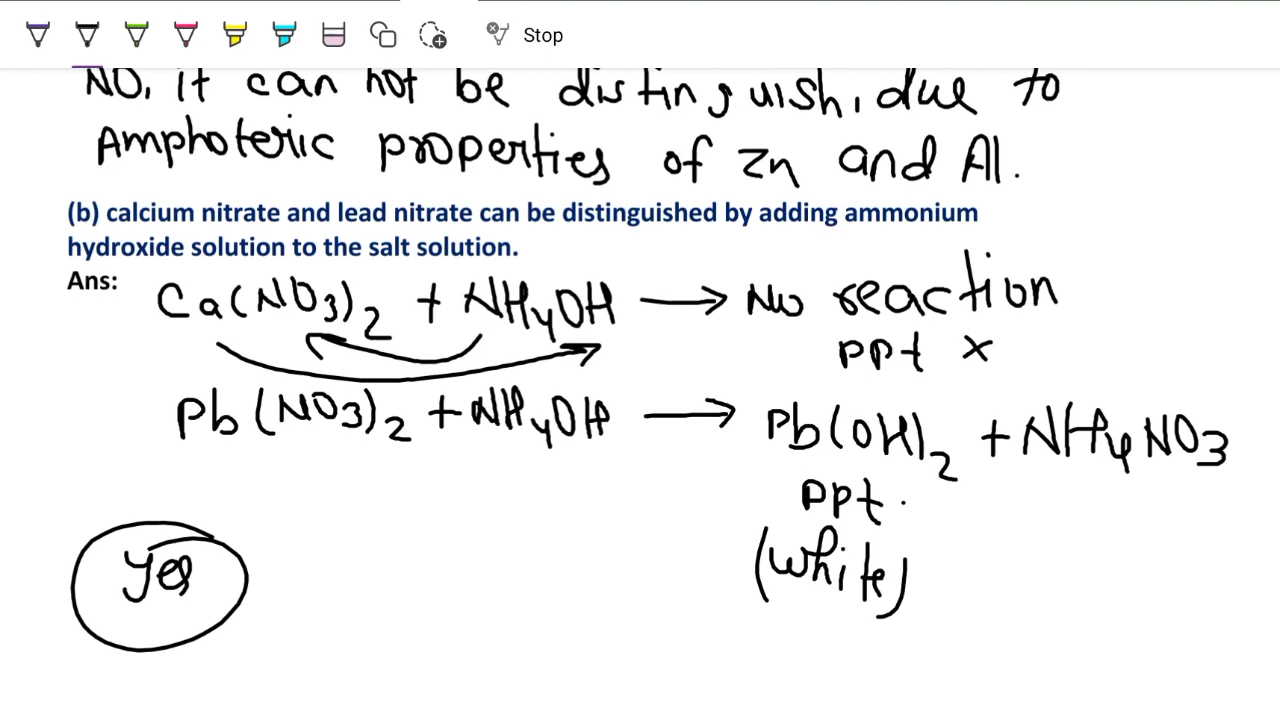 Stop
NO, it can not be distinguish, due to
Amphoteric properties of Zn and Al.
(b) calcium nitrate and lead nitrate can be distinguished by adding ammonium
hydroxide solution to the salt solution.
Ans:
Ca(NO3)2 + NH4OH → No reaction
ppt ×
Pb(NO3)2 + NH4OH → Pb(OH)2 + NH4NO3
ppt.
(white)
Yes